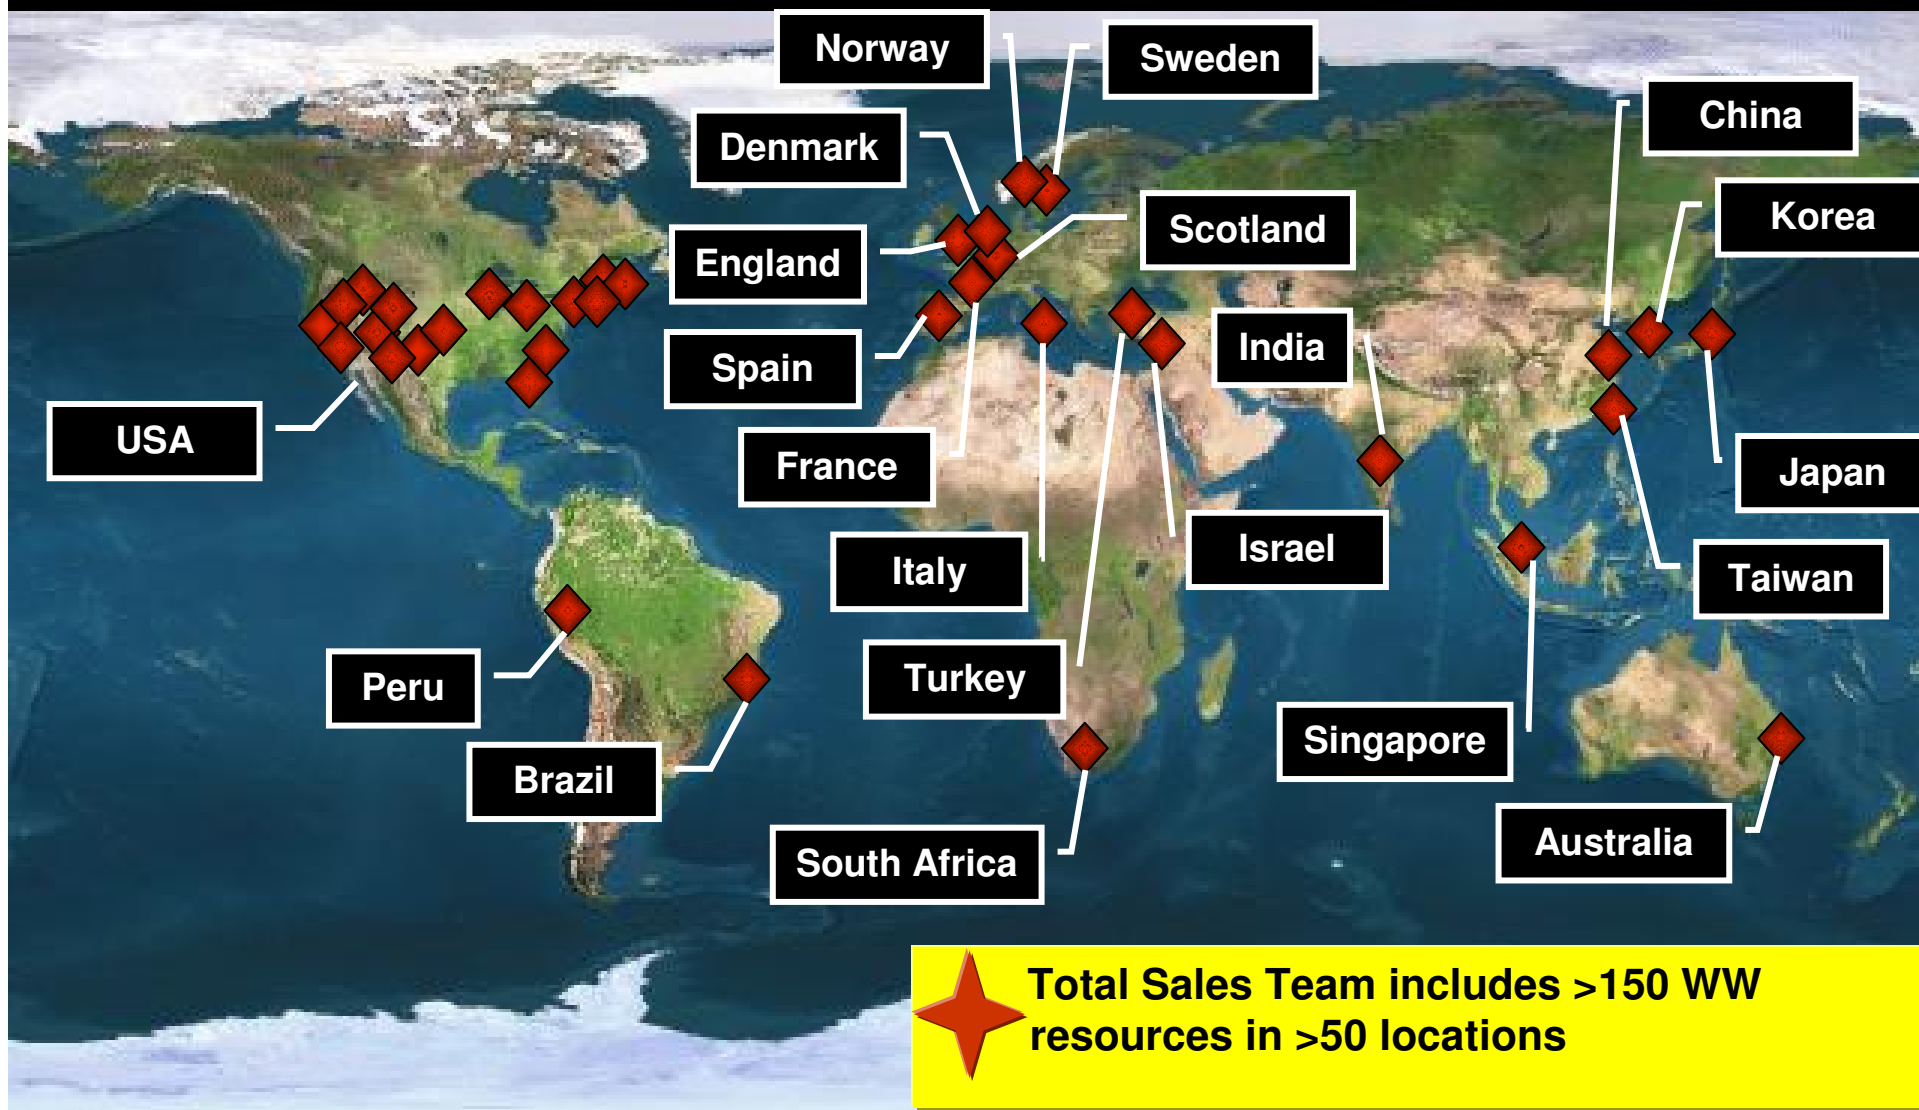 Norway
Sweden
China
Denmark
Korea
Scotland
England
India
Spain
USA
France
Japan
Israel
Italy
Taiwan
Turkey
Peru
Singapore
Brazil
Australia
South Africa
Total Sales Team includes >150 WW
resources in >50 locations